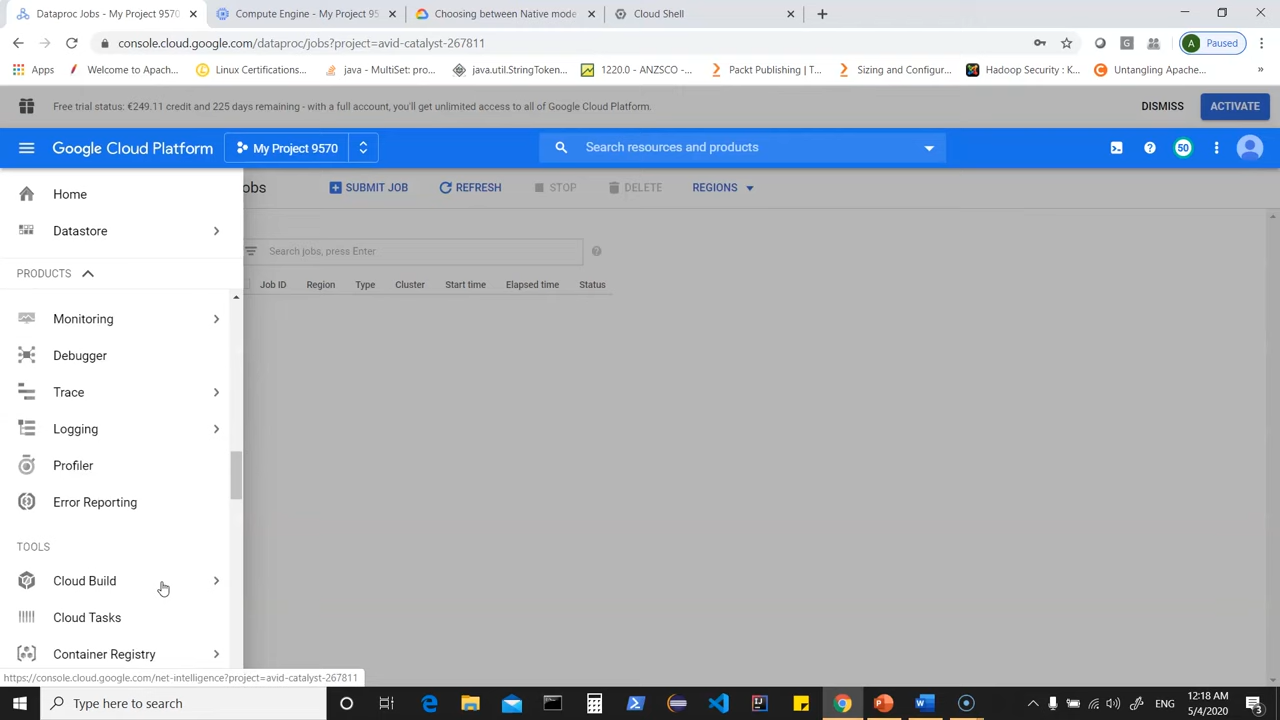 Dataproc Jobs - My Project 9570
Compute Engine - My Project 95
Choosing between Native mode
Cloud Shell
console.cloud.google.com/dataproc/jobs?project=avid-catalyst-267811
A
Paused
Apps
Welcome to Apach...
Linux Certifications...
java - MultiSet: pro...
java.util.StringToken...
1220.0 - ANZSCO -...
Packt Publishing | T...
Sizing and Configur...
Hadoop Security : K...
Untangling Apache...
Free trial status: €249.11 credit and 225 days remaining - with a full account, you'll get unlimited access to all of Google Cloud Platform.
DISMISS
ACTIVATE
Google Cloud Platform
My Project 9570
Search resources and products
50
Home
obs
SUBMIT JOB
REFRESH
STOP
DELETE
REGIONS
Datastore
Search jobs, press Enter
PRODUCTS
Job ID
Region
Type
Cluster
Start time
Elapsed time
Status
Monitoring
Debugger
Trace
Logging
Profiler
Error Reporting
TOOLS
Cloud Build
Cloud Tasks
Container Registry
https://console.cloud.google.com/net-intelligence?project=avid-catalyst-267811
Type here to search
ENG
12:18 AM
5/4/2020
3